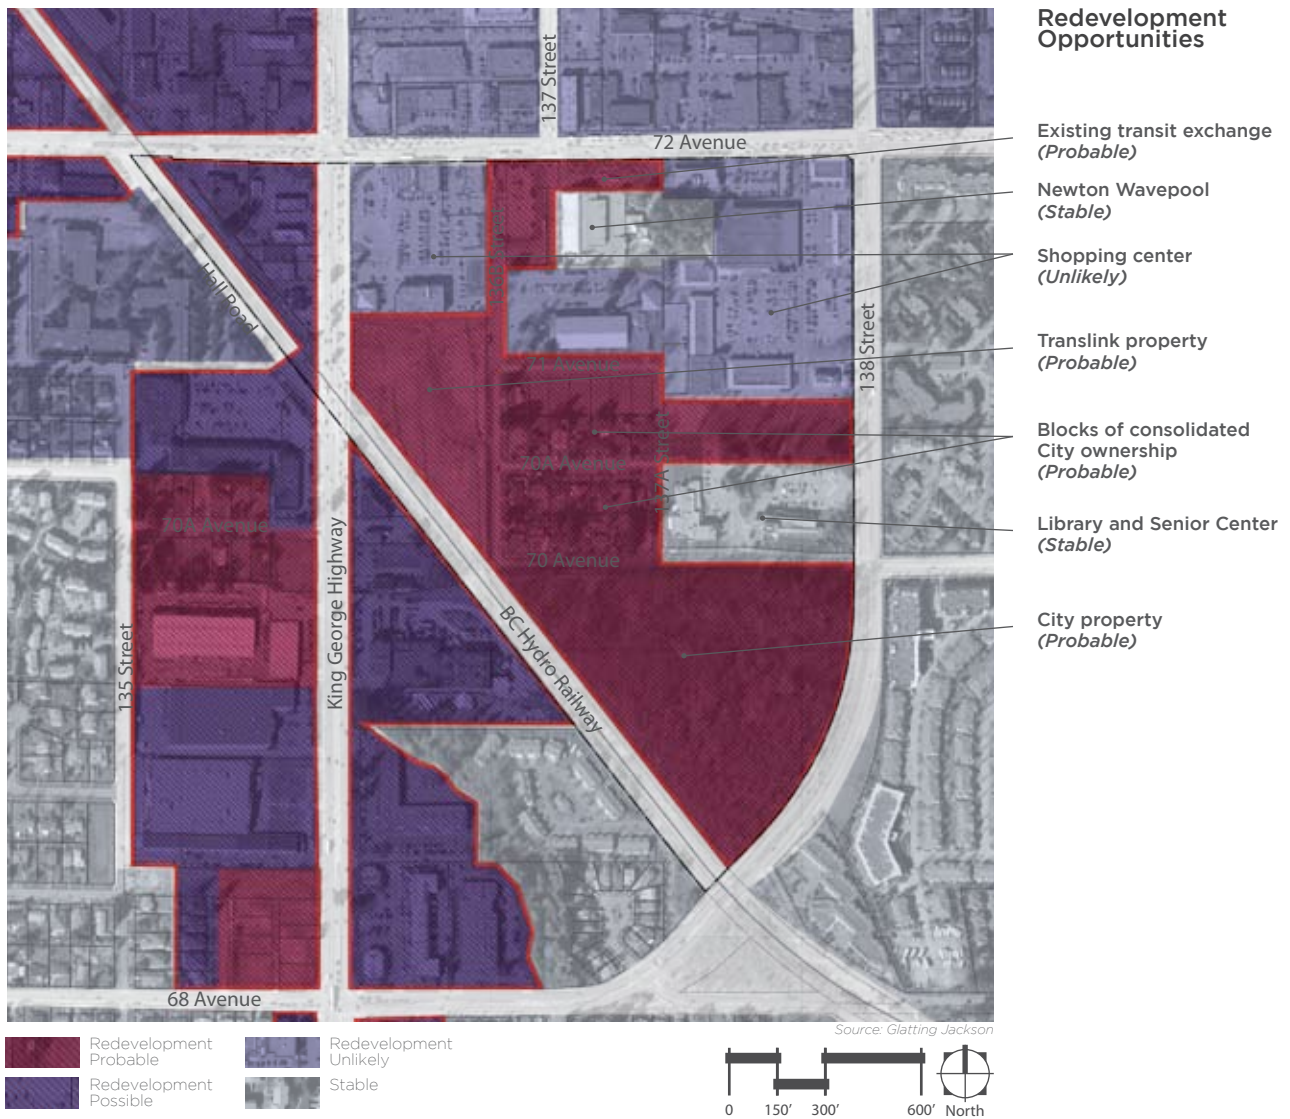 Redevelopment
Opportunities
Existing transit exchange
(Probable)
Newton Wavepool
(Stable)
Shopping center
(Unlikely)
Translink property
(Probable)
Blocks of consolidated
City ownership
(Probable)
Library and Senior Center
(Stable)
City property
(Probable)
137 Street
72 Avenue
Hall Road
138 Street
71 Avenue
70A Avenue
137A Street
70A Avenue
70 Avenue
King George Highway
BC Hydro Railway
135 Street
68 Avenue
Source: Glatting Jackson
Redevelopment
Probable
Redevelopment
Possible
Redevelopment
Unlikely
Stable
0 150' 300' 600' North